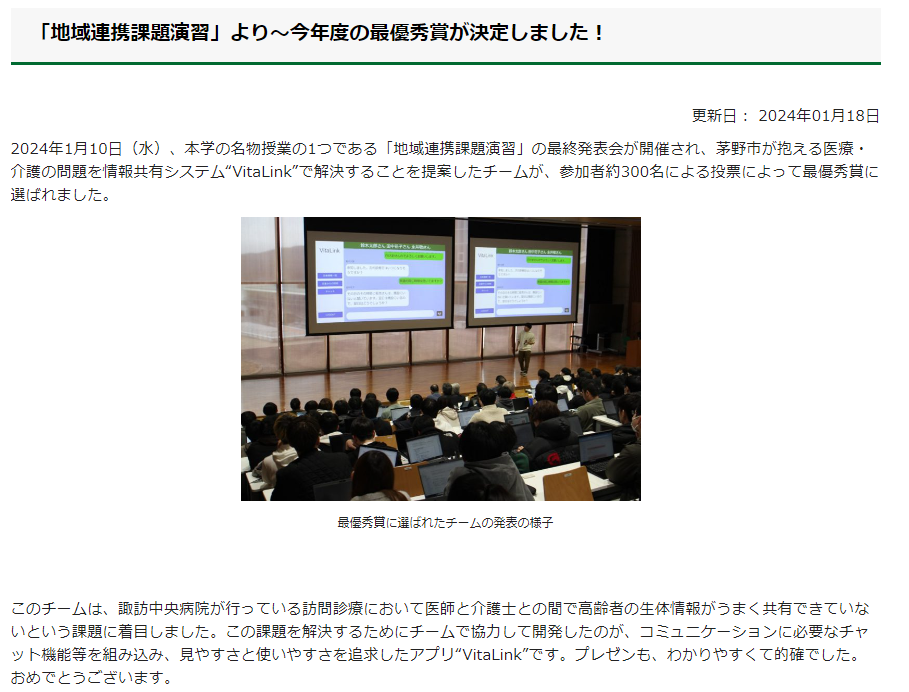 「地域連携課題演習」より～今年度の最優秀賞が決定しました！
更新日： 2024年01月18日
2024年1月10日（水）、本学の名物授業の1つである「地域連携課題演習」の最終発表会が開催され、茅野市が抱える医療・
介護の問題を情報共有システム“VitaLink”で解決することを提案したチームが、参加者約300名による投票によって最優秀賞に
選ばれました。
VitaLink
VitaLink
最優秀賞に選ばれたチームの発表の様子
このチームは、諏訪中央病院が行っている訪問診療において医師と介護士との間で高齢者の生体情報がうまく共有できていな
いという課題に着目しました。この課題を解決するためにチームで協力して開発したのが、コミュニケーションに必要なチャ
ット機能等を組み込み、見やすさと使いやすさを追求したアプリ“VitaLink”です。プレゼンも、わかりやすくて的確でした。
おめでとうございます。